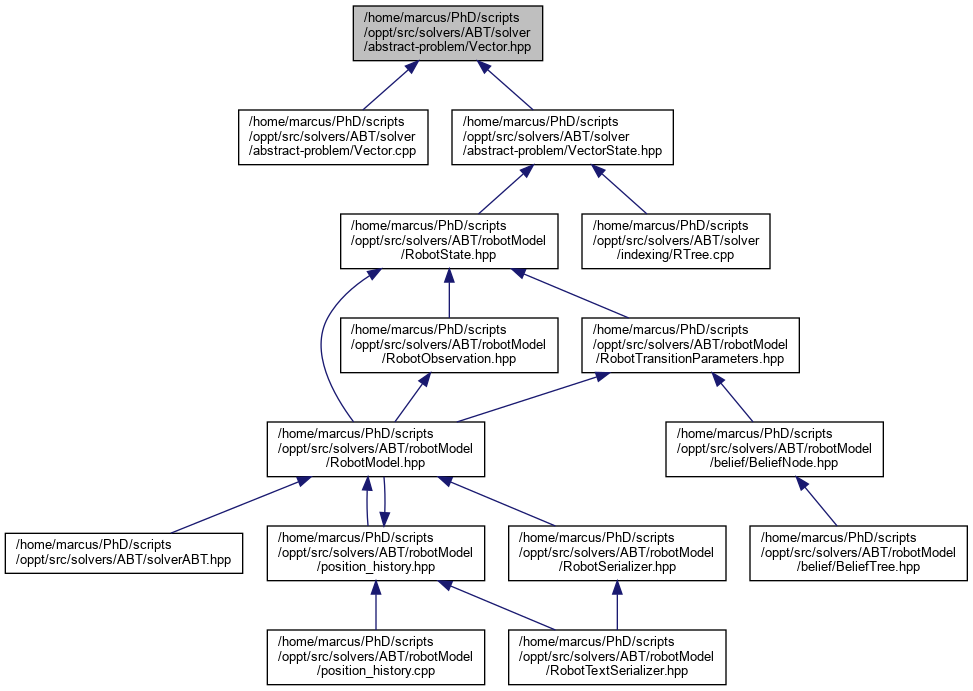 /home/marcus/PhD/scripts
/oppt/src/solvers/ABT/solver
/abstract-problem/Vector.hpp
/home/marcus/PhD/scripts
/oppt/src/solvers/ABT/solver
/abstract-problem/Vector.cpp
/home/marcus/PhD/scripts
/oppt/src/solvers/ABT/solver
/abstract-problem/VectorState.hpp
/home/marcus/PhD/scripts
/oppt/src/solvers/ABT/robotModel
/RobotState.hpp
/home/marcus/PhD/scripts
/oppt/src/solvers/ABT/solver
/indexing/RTree.cpp
/home/marcus/PhD/scripts
/oppt/src/solvers/ABT/robotModel
/RobotObservation.hpp
/home/marcus/PhD/scripts
/oppt/src/solvers/ABT/robotModel
/RobotTransitionParameters.hpp
/home/marcus/PhD/scripts
/oppt/src/solvers/ABT/robotModel
/RobotModel.hpp
/home/marcus/PhD/scripts
/oppt/src/solvers/ABT/robotModel
/belief/BeliefNode.hpp
/home/marcus/PhD/scripts
/oppt/src/solvers/ABT/solverABT.hpp
/home/marcus/PhD/scripts
/oppt/src/solvers/ABT/robotModel
/position_history.hpp
/home/marcus/PhD/scripts
/oppt/src/solvers/ABT/robotModel
/RobotSerializer.hpp
/home/marcus/PhD/scripts
/oppt/src/solvers/ABT/robotModel
/belief/BeliefTree.hpp
/home/marcus/PhD/scripts
/oppt/src/solvers/ABT/robotModel
/position_history.cpp
/home/marcus/PhD/scripts
/oppt/src/solvers/ABT/robotModel
/RobotTextSerializer.hpp